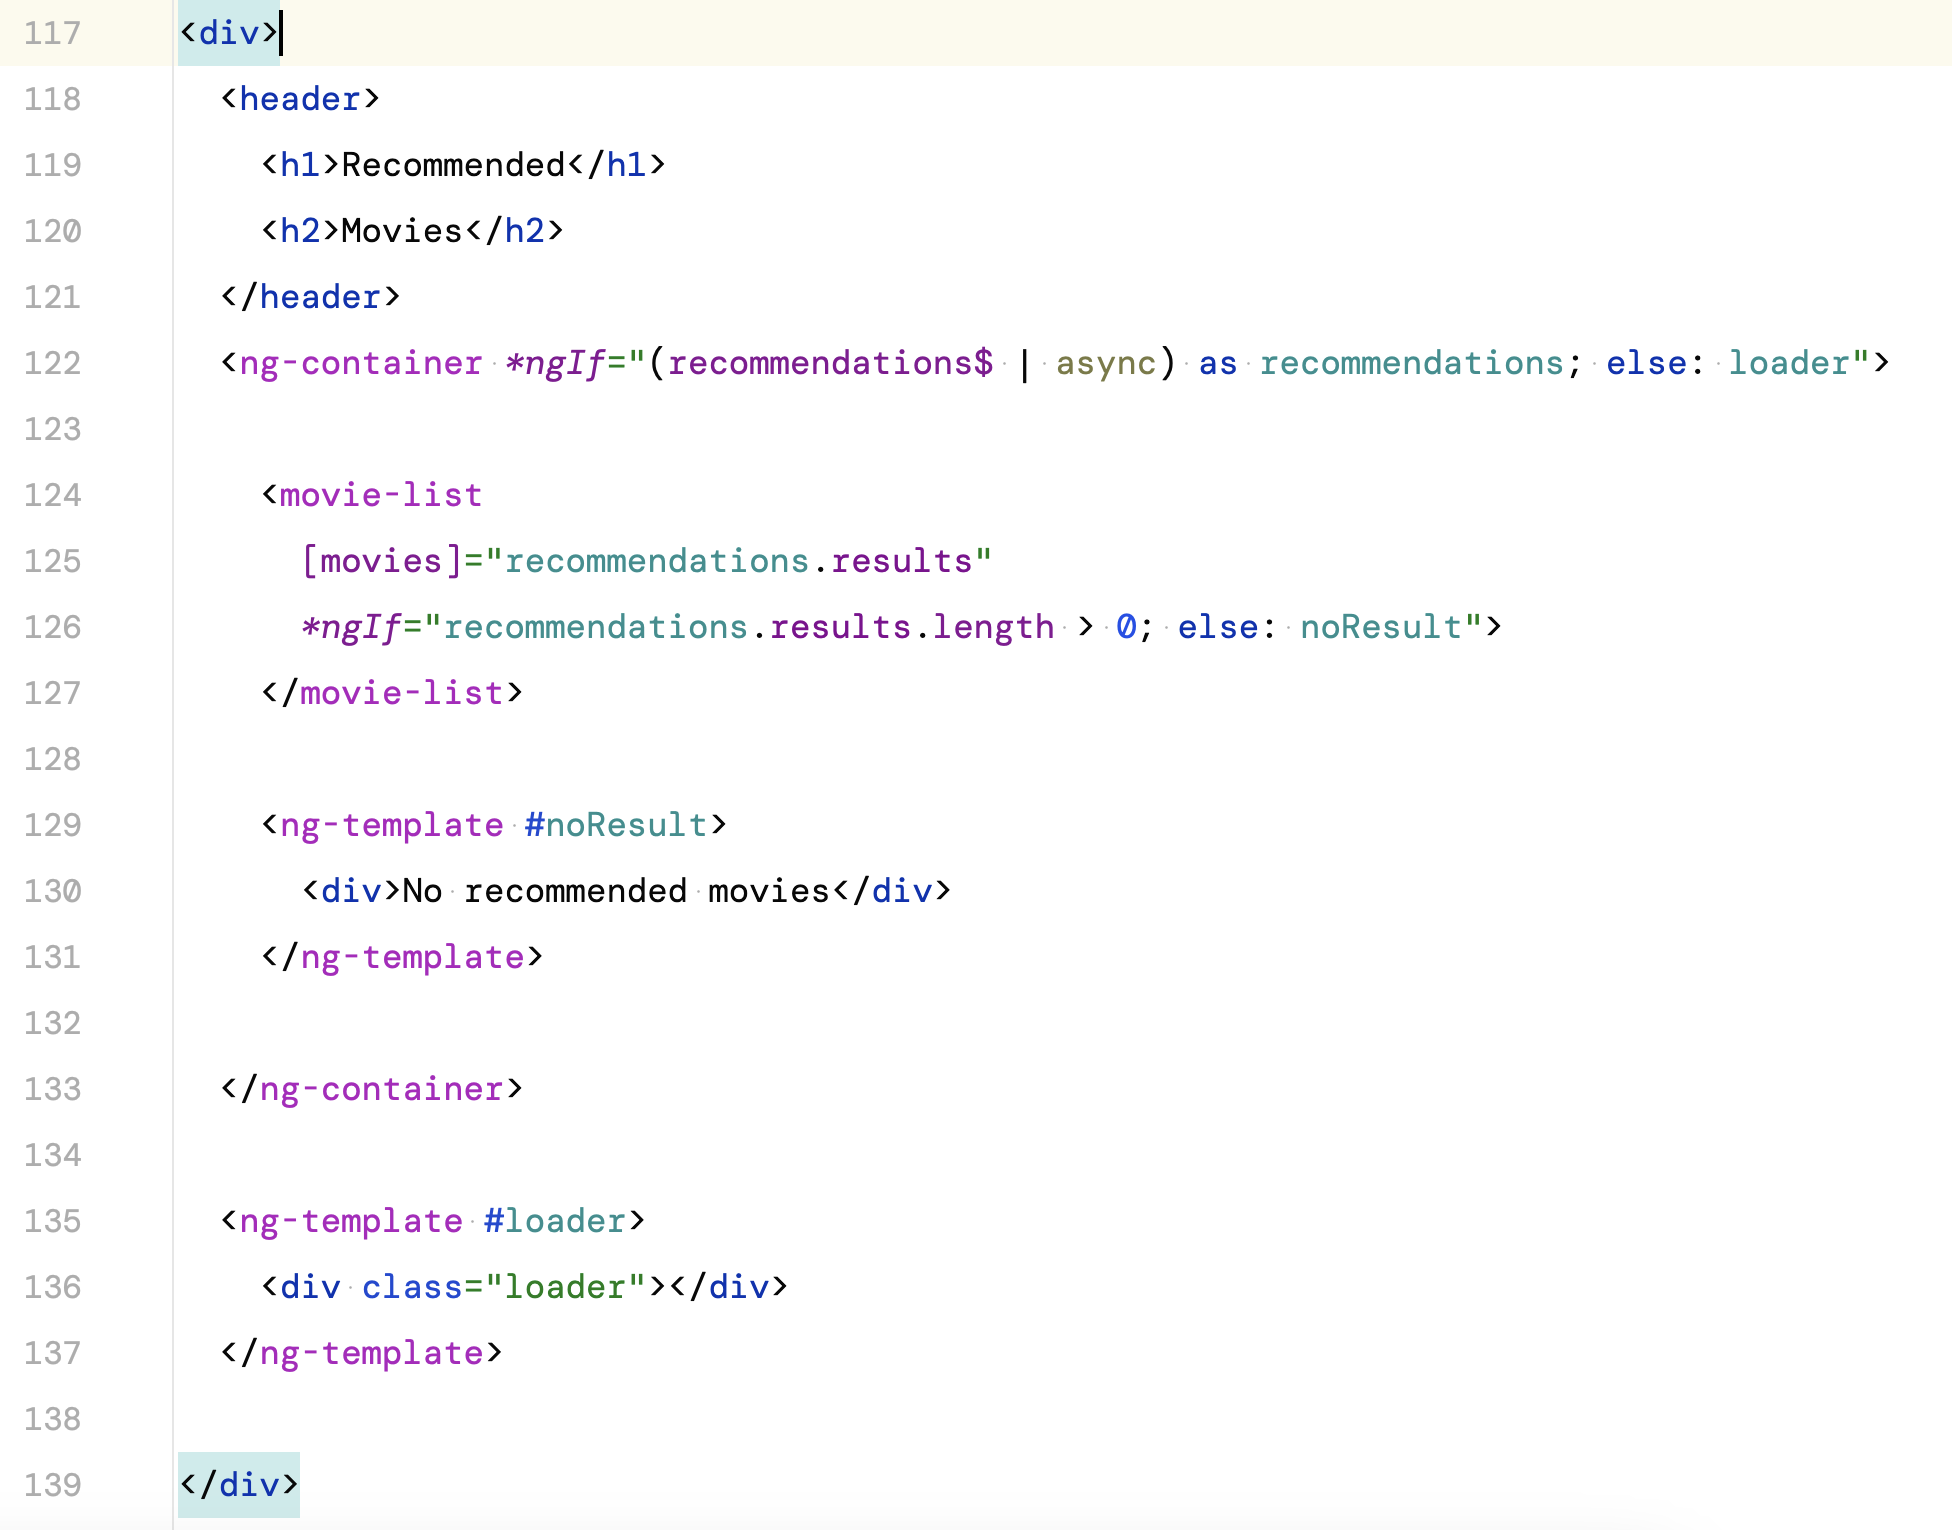 117 <div>
118   <header>
119     <h1>Recommended</h1>
120     <h2>Movies</h2>
121   </header>
122   <ng-container *ngIf="(recommendations$ | async) as recommendations; else: loader">
123
124     <movie-list
125       [movies]="recommendations.results"
126       *ngIf="recommendations.results.length > 0; else: noResult">
127     </movie-list>
128
129     <ng-template #noResult>
130       <div>No recommended movies</div>
131     </ng-template>
132
133   </ng-container>
134
135   <ng-template #loader>
136     <div class="loader"></div>
137   </ng-template>
138
139 </div>